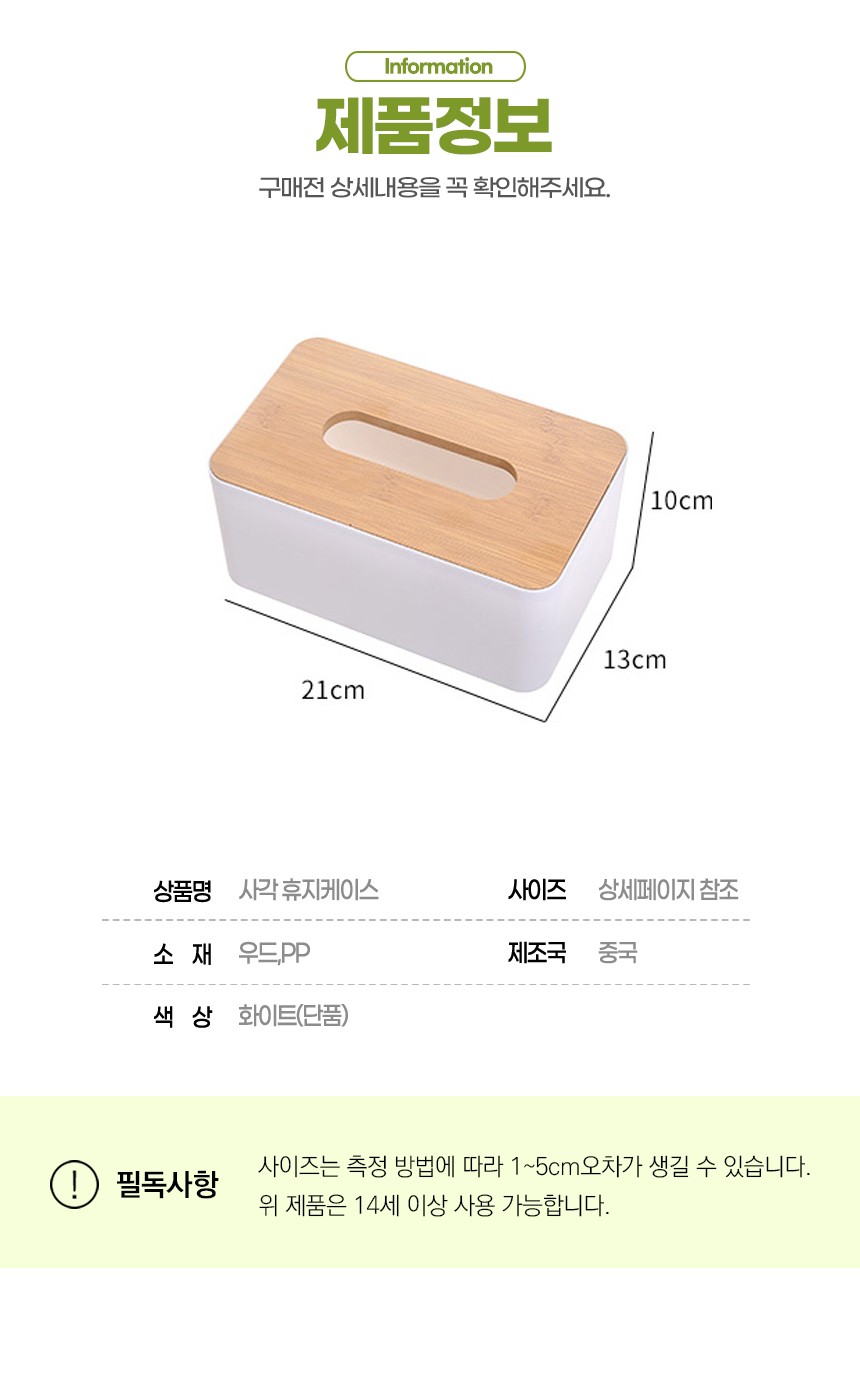 Information
제품정보
구매전 상세내용을 꼭 확인해주세요.
10cm
13cm
21cm
상품명 사각 휴지케이스 사이즈 상세페이지 참조
소 재 우드,PP 제조국 중국
색 상 화이트(단품)
! 필독사항
사이즈는 측정 방법에 따라 1~5cm오차가 생길 수 있습니다.
위 제품은 14세 이상 사용 가능합니다.